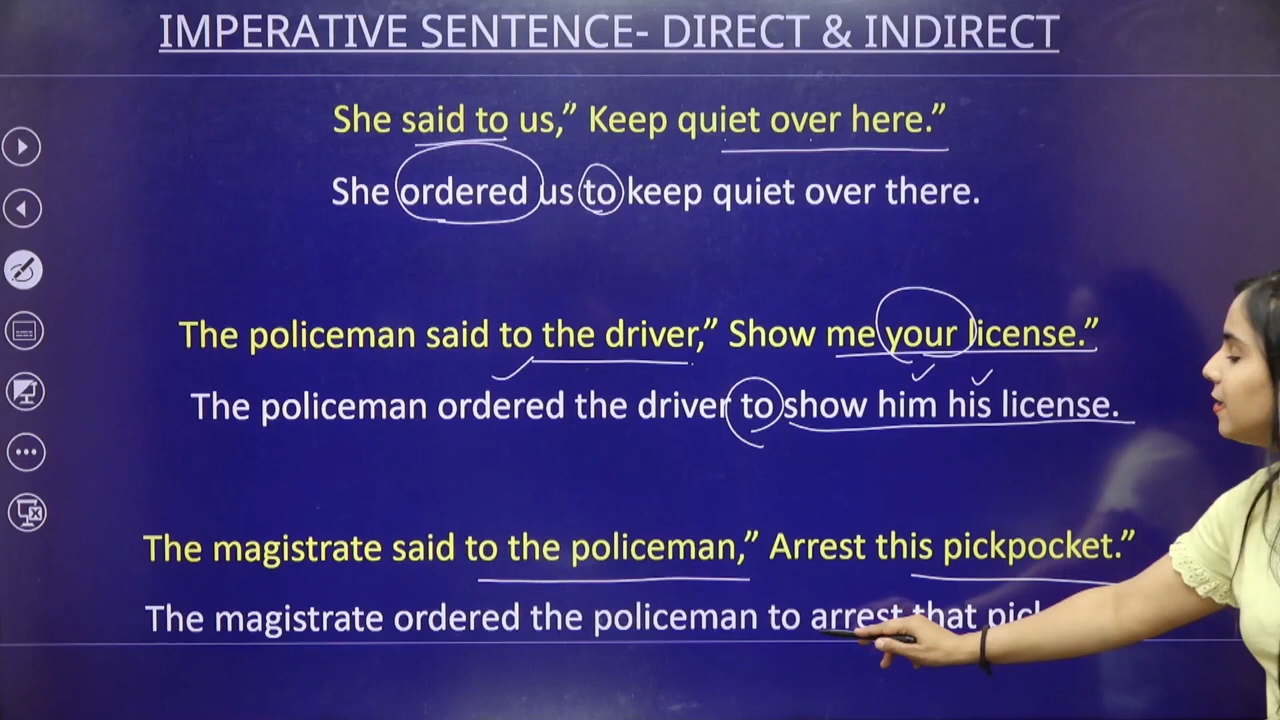 IMPERATIVE SENTENCE- DIRECT & INDIRECT
She said to us,” Keep quiet over here.”
She ordered us to keep quiet over there.
The policeman said to the driver,” Show me your license.”
The policeman ordered the driver to show him his license.
The magistrate said to the policeman,” Arrest this pickpocket.”
The magistrate ordered the policeman to arrest that